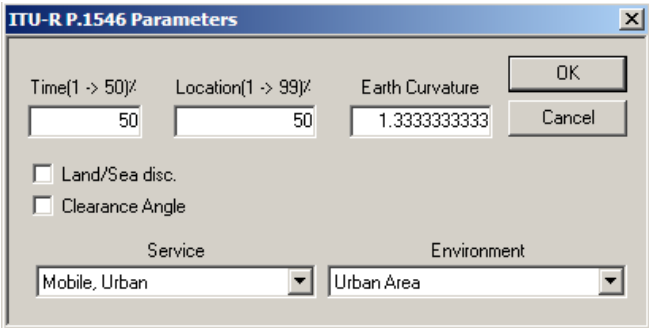 ITU-R P.1546 Parameters
Time(1 -> 50)% Location(1 -> 99)% Earth Curvature OK
50 50 1.3333333333 Cancel
Land/Sea disc.
Clearance Angle
Service Environment
Mobile, Urban Urban Area